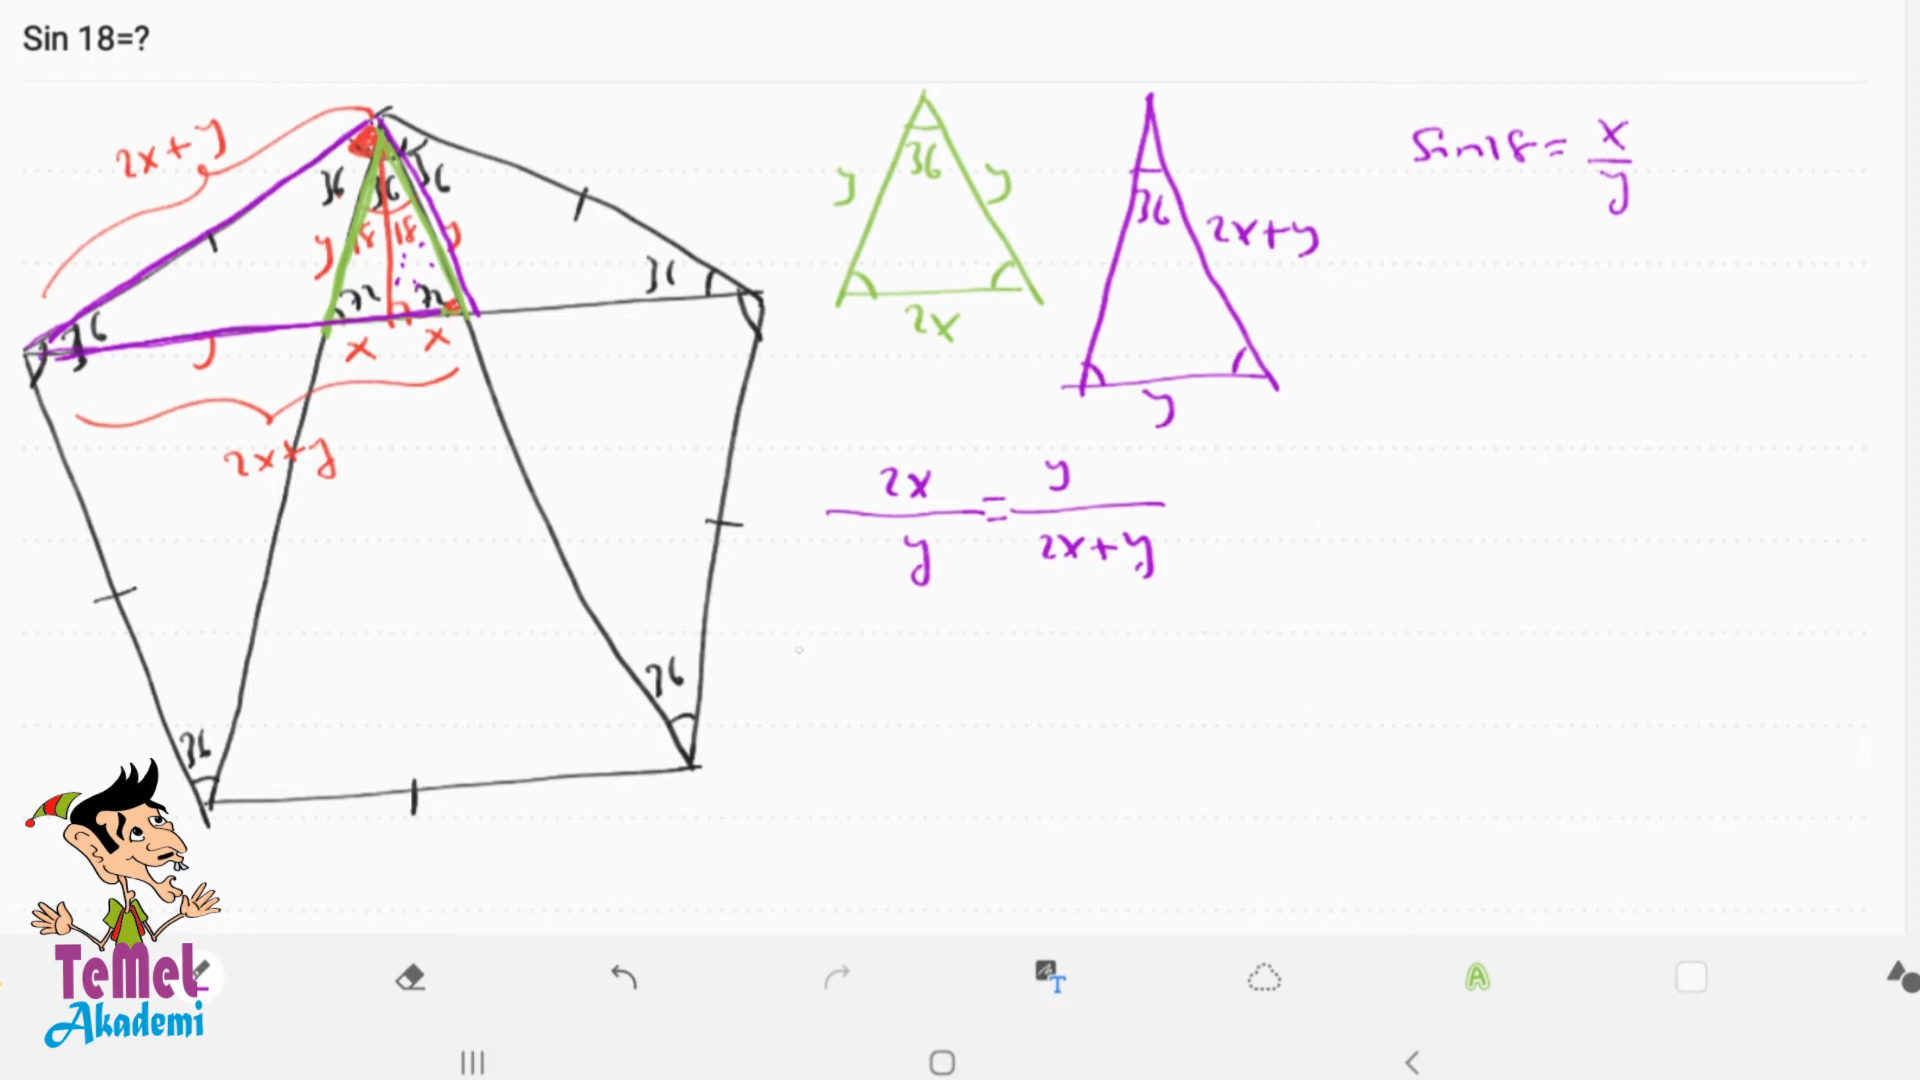 Sin 18=?
2x+y
36
36
36
y
18
18
y
72
72
36
36
y
x
x
2x+y
36
36
36
y
y
2x
36
2x+y
y
sin18 = x/y
2x/y = y/2x+y
TeMeL
Akademi
T
A